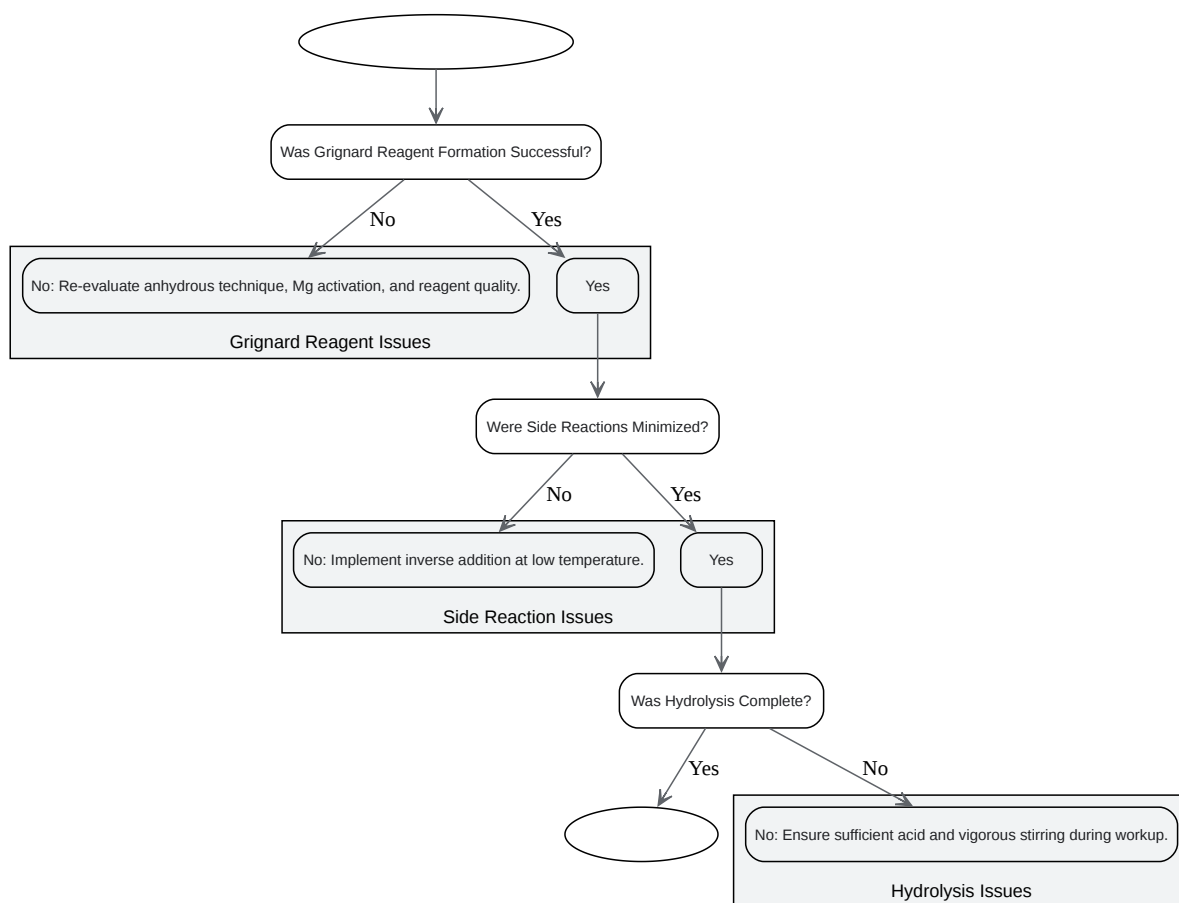 Was Grignard Reagent Formation Successful?
No
Yes
No: Re-evaluate anhydrous technique, Mg activation, and reagent quality.
Yes
Grignard Reagent Issues
Were Side Reactions Minimized?
No
Yes
No: Implement inverse addition at low temperature.
Yes
Side Reaction Issues
Was Hydrolysis Complete?
Yes
No
No: Ensure sufficient acid and vigorous stirring during workup.
Hydrolysis Issues